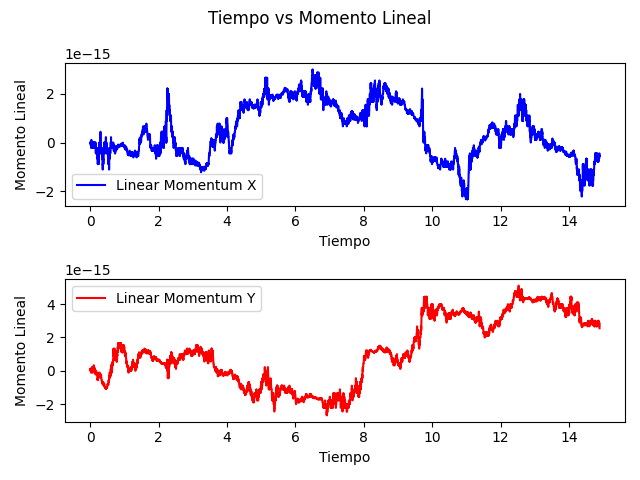 Tiempo vs Momento Lineal
1e−15
Momento Lineal
2
0
−2
Linear Momentum X
0 2 4 6 8 10 12 14
Tiempo
1e−15
Momento Lineal
4
2
0
−2
Linear Momentum Y
0 2 4 6 8 10 12 14
Tiempo